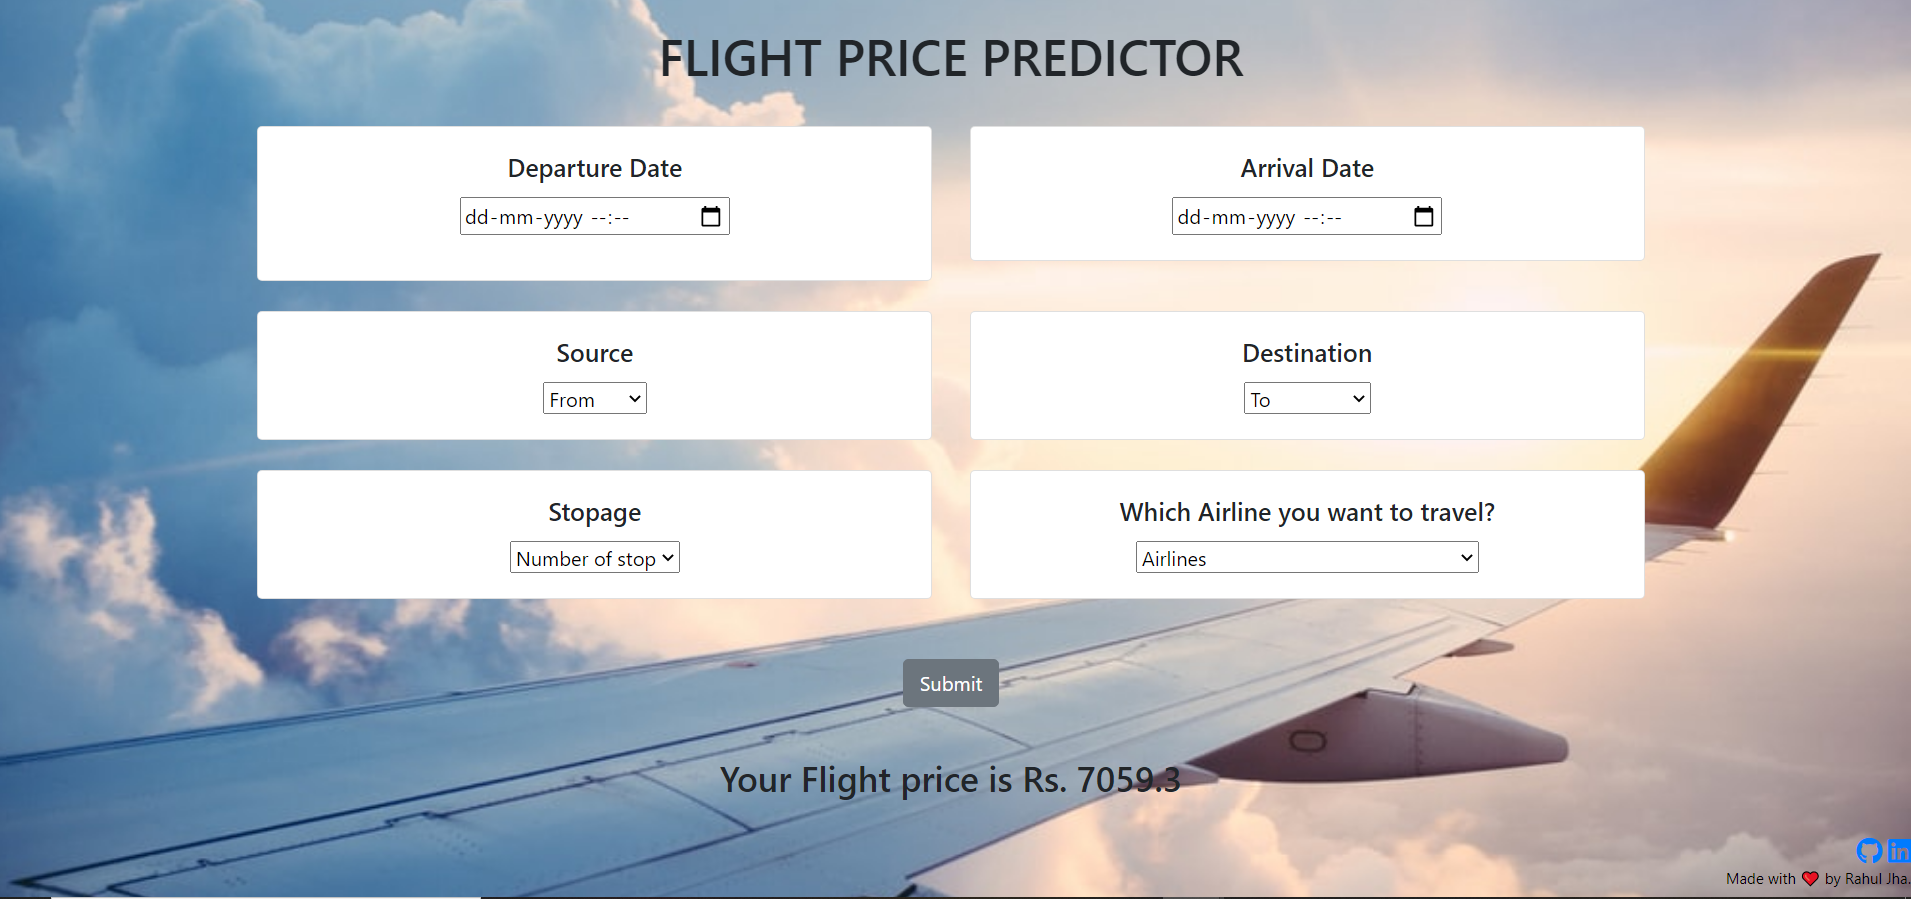 FLIGHT PRICE PREDICTOR
Departure Date
dd-mm-yyyy --:--
Arrival Date
dd-mm-yyyy --:--
Source
From
Destination
To
Stopage
Number of stop
Which Airline you want to travel?
Airlines
Submit
Your Flight price is Rs. 7059.3
in
Made with ❤ by Rahul Jha.